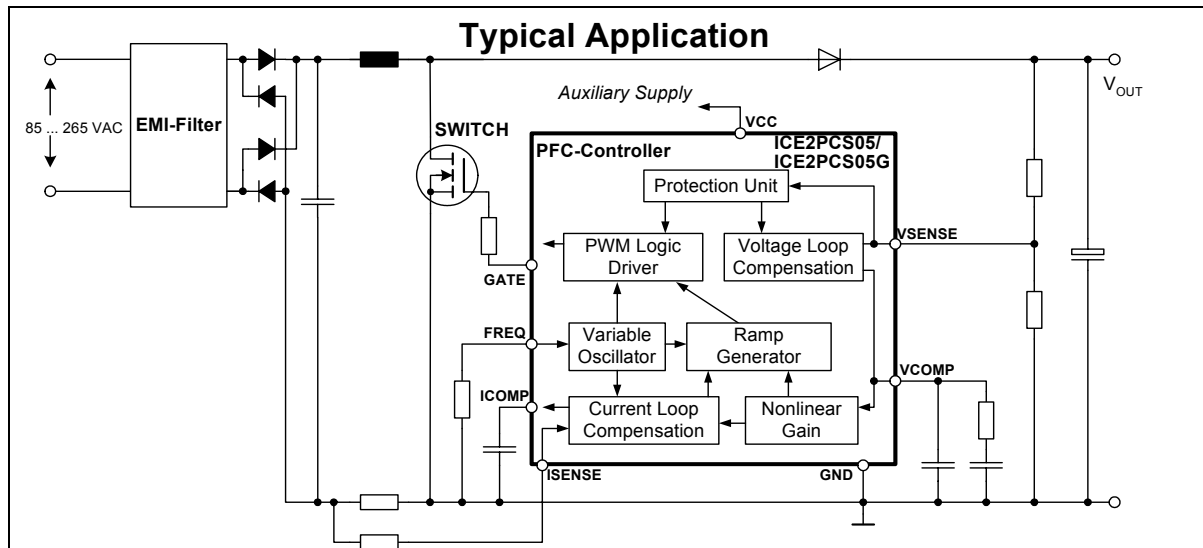 Typical Application
Auxiliary Supply
VCC
85 ... 265 VAC
EMI-Filter
SWITCH
PFC-Controller
ICE2PCS05/
ICE2PCS05G
VOUT
Protection Unit
PWM Logic
Driver
Voltage Loop
Compensation
VSENSE
GATE
FREQ
Variable
Oscillator
Ramp
Generator
VCOMP
ICOMP
Current Loop
Compensation
Nonlinear
Gain
ISENSE
GND